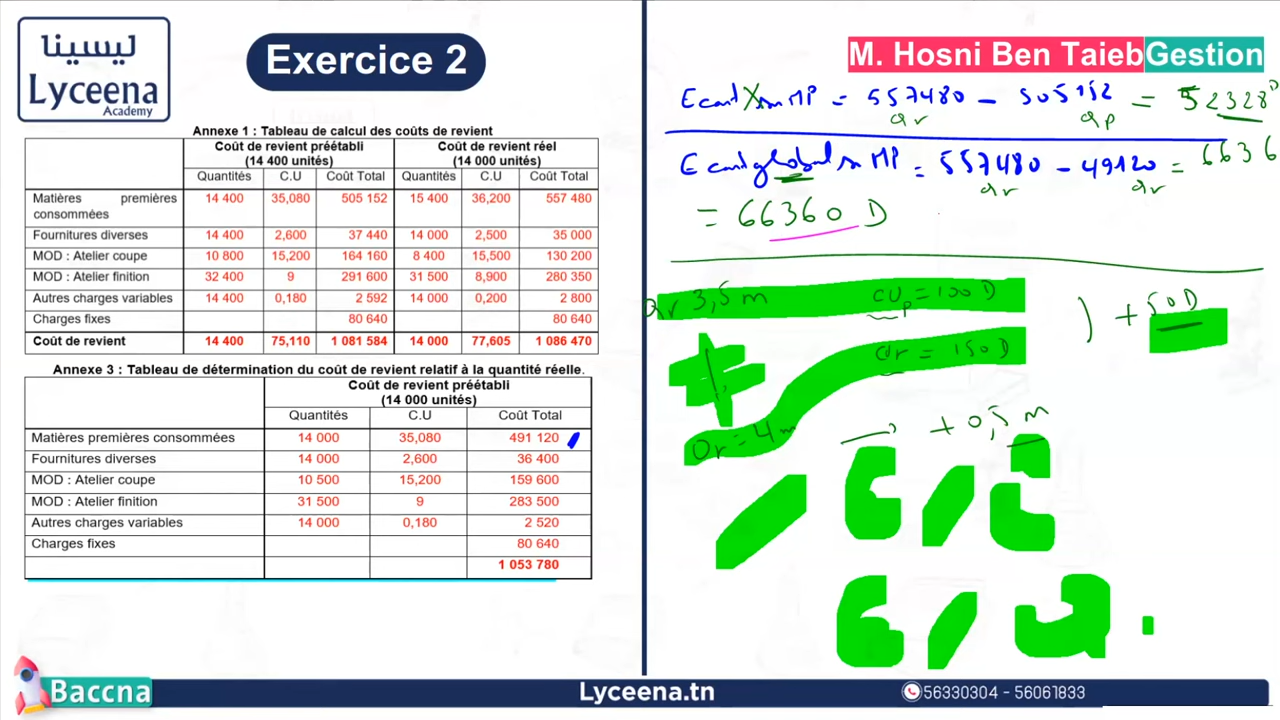 ليسينا
Lyceena
Academy
Exercice 2
M. Hosni Ben Taieb Gestion
Annexe 1 : Tableau de calcul des coûts de revient
Coût de revient préétabli (14 400 unités) Coût de revient réel (14 000 unités)
Quantités C.U Coût Total Quantités C.U Coût Total
Matières premières consommées 14 400 35,080 505 152 15 400 36,200 557 480
Fournitures diverses 14 400 2,600 37 440 14 000 2,500 35 000
MOD : Atelier coupe 10 800 15,200 164 160 8 400 15,500 130 200
MOD : Atelier finition 32 400 9 291 600 31 500 8,900 280 350
Autres charges variables 14 400 0,180 2 592 14 000 0,200 2 800
Charges fixes 80 640 80 640
Coût de revient 14 400 75,110 1 081 584 14 000 77,605 1 086 470
Annexe 3 : Tableau de détermination du coût de revient relatif à la quantité réelle.
Coût de revient préétabli
(14 000 unités)
Quantités C.U Coût Total
Matières premières consommées 14 000 35,080 491 120
Fournitures diverses 14 000 2,600 36 400
MOD : Atelier coupe 10 500 15,200 159 600
MOD : Atelier finition 31 500 9 283 500
Autres charges variables 14 000 0,180 2 520
Charges fixes 80 640
1 053 780
MP = 557480 - 505152 = 52328 D
Qr Qp
Ecart global sur MP = 557480 - 49120 = 6636
Qr Qr
= 66360 D
Qr 3,5 m CUp = 100 D
) + 50 D
Qr = 150 D
Qr = 4 m
+ 0,5 m
Baccna
Lyceena.tn
56330304 - 56061833